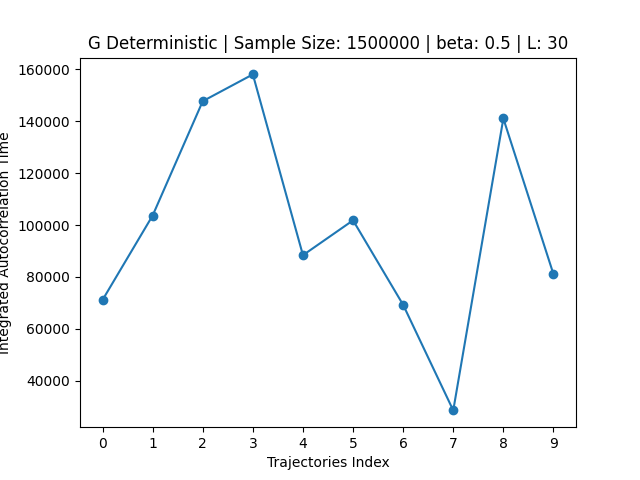 G Deterministic | Sample Size: 1500000 | beta: 0.5 | L: 30
Integrated Autocorrelation Time
160000
140000
120000
100000
80000
60000
40000
0 1 2 3 4 5 6 7 8 9
Trajectories Index